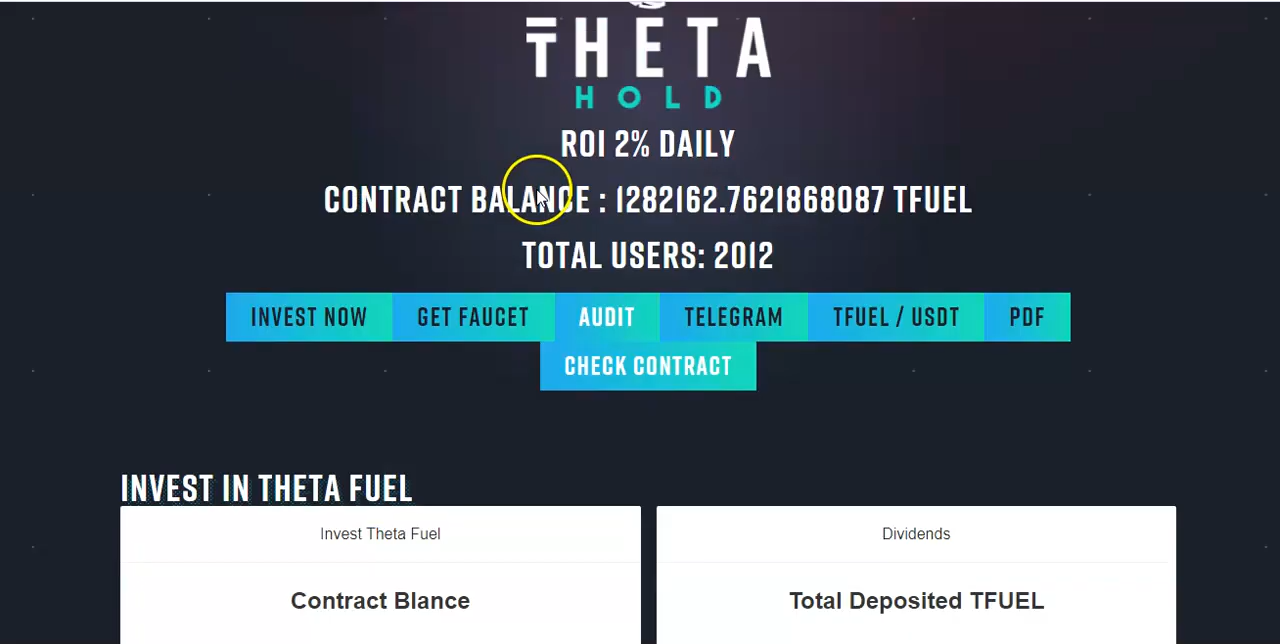 THETA
HOLD
ROI 2% DAILY
CONTRACT BALANCE : 1282162.7621868087 TFUEL
TOTAL USERS: 2012
INVEST NOW GET FAUCET AUDIT TELEGRAM TFUEL / USDT PDF
CHECK CONTRACT
INVEST IN THETA FUEL
Invest Theta Fuel
Contract Blance
Dividends
Total Deposited TFUEL